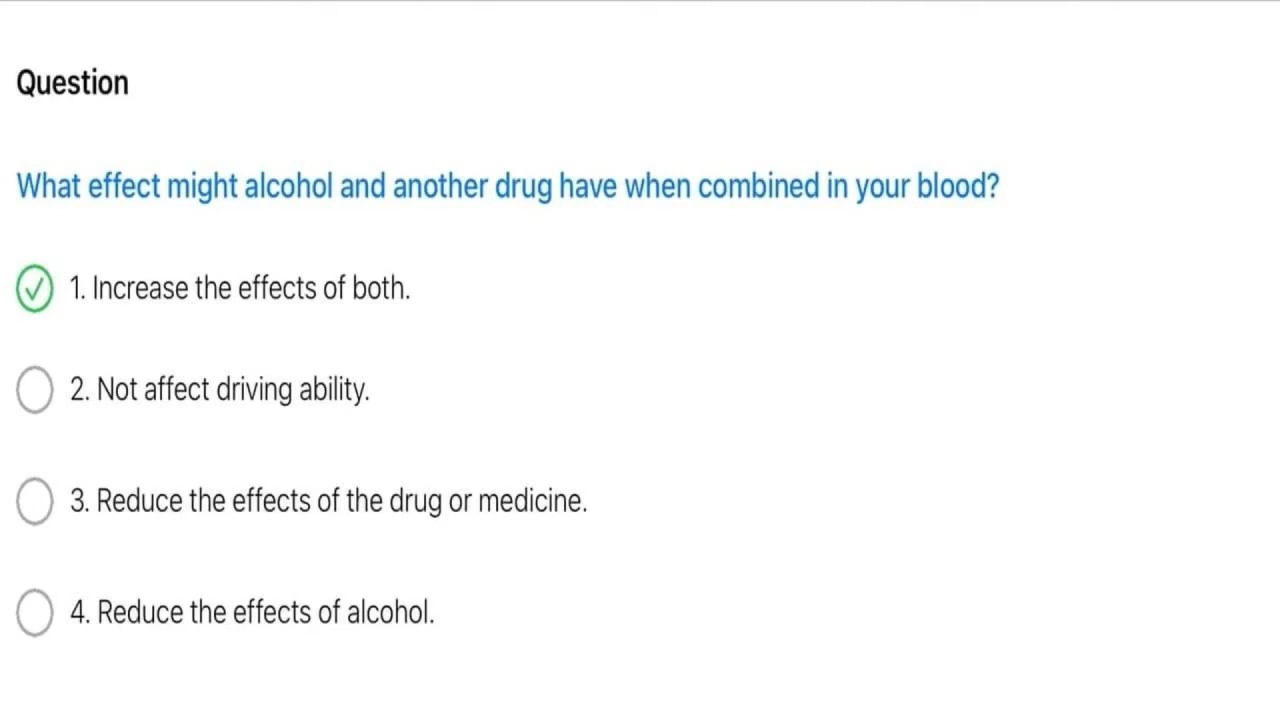 Question
What effect might alcohol and another drug have when combined in your blood?
1. Increase the effects of both.
2. Not affect driving ability.
3. Reduce the effects of the drug or medicine.
4. Reduce the effects of alcohol.